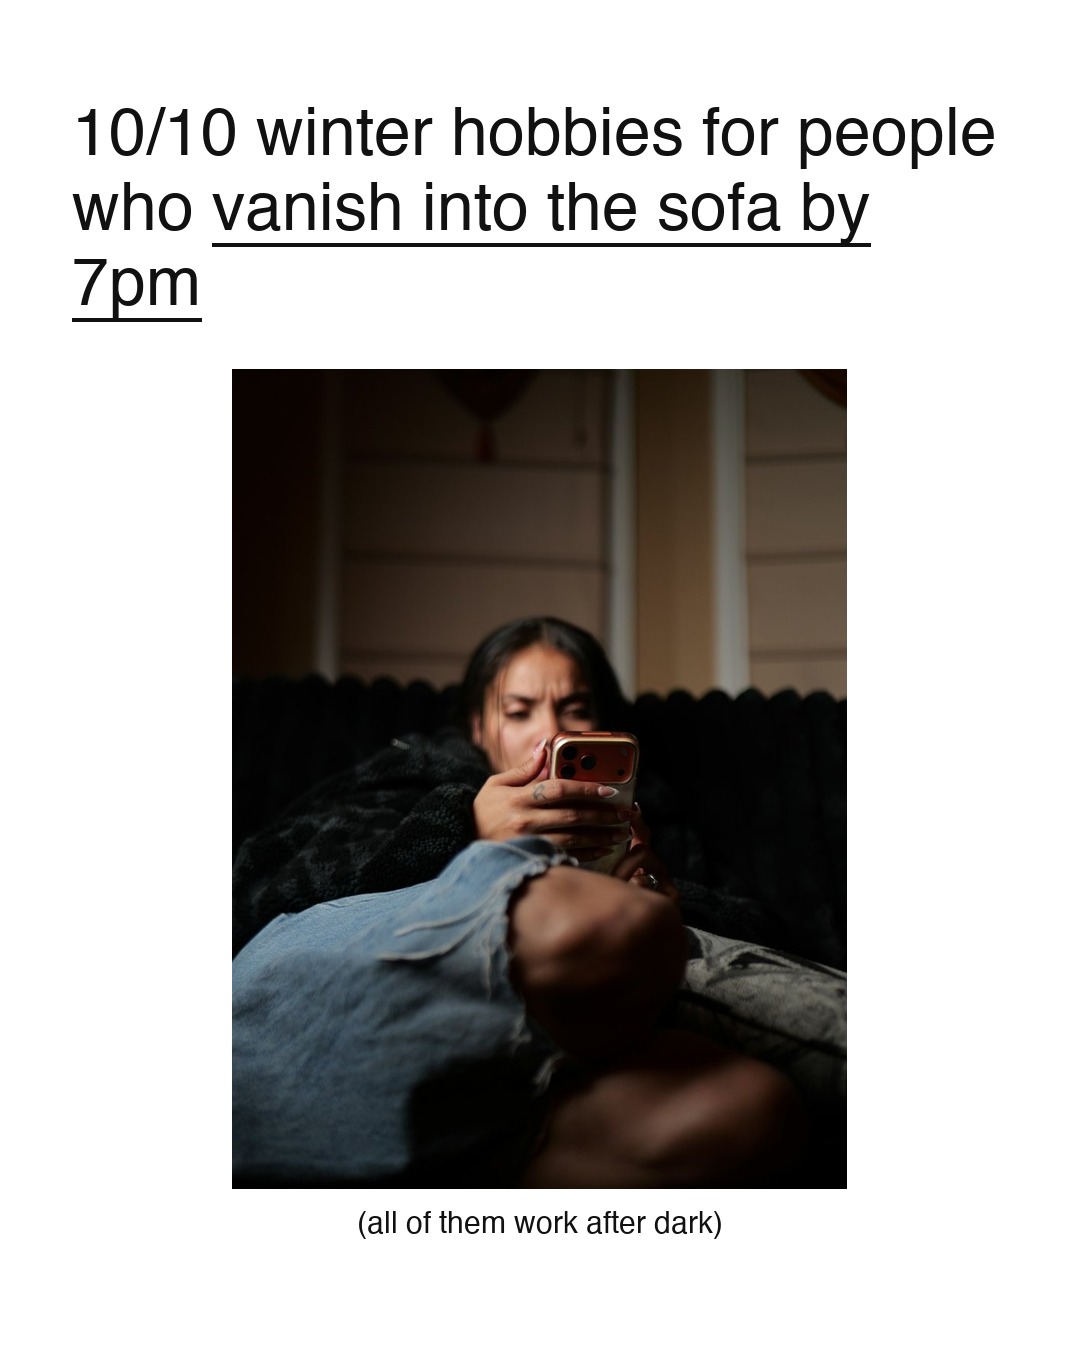 10/10 winter hobbies for people
who vanish into the sofa by
7pm
(all of them work after dark)